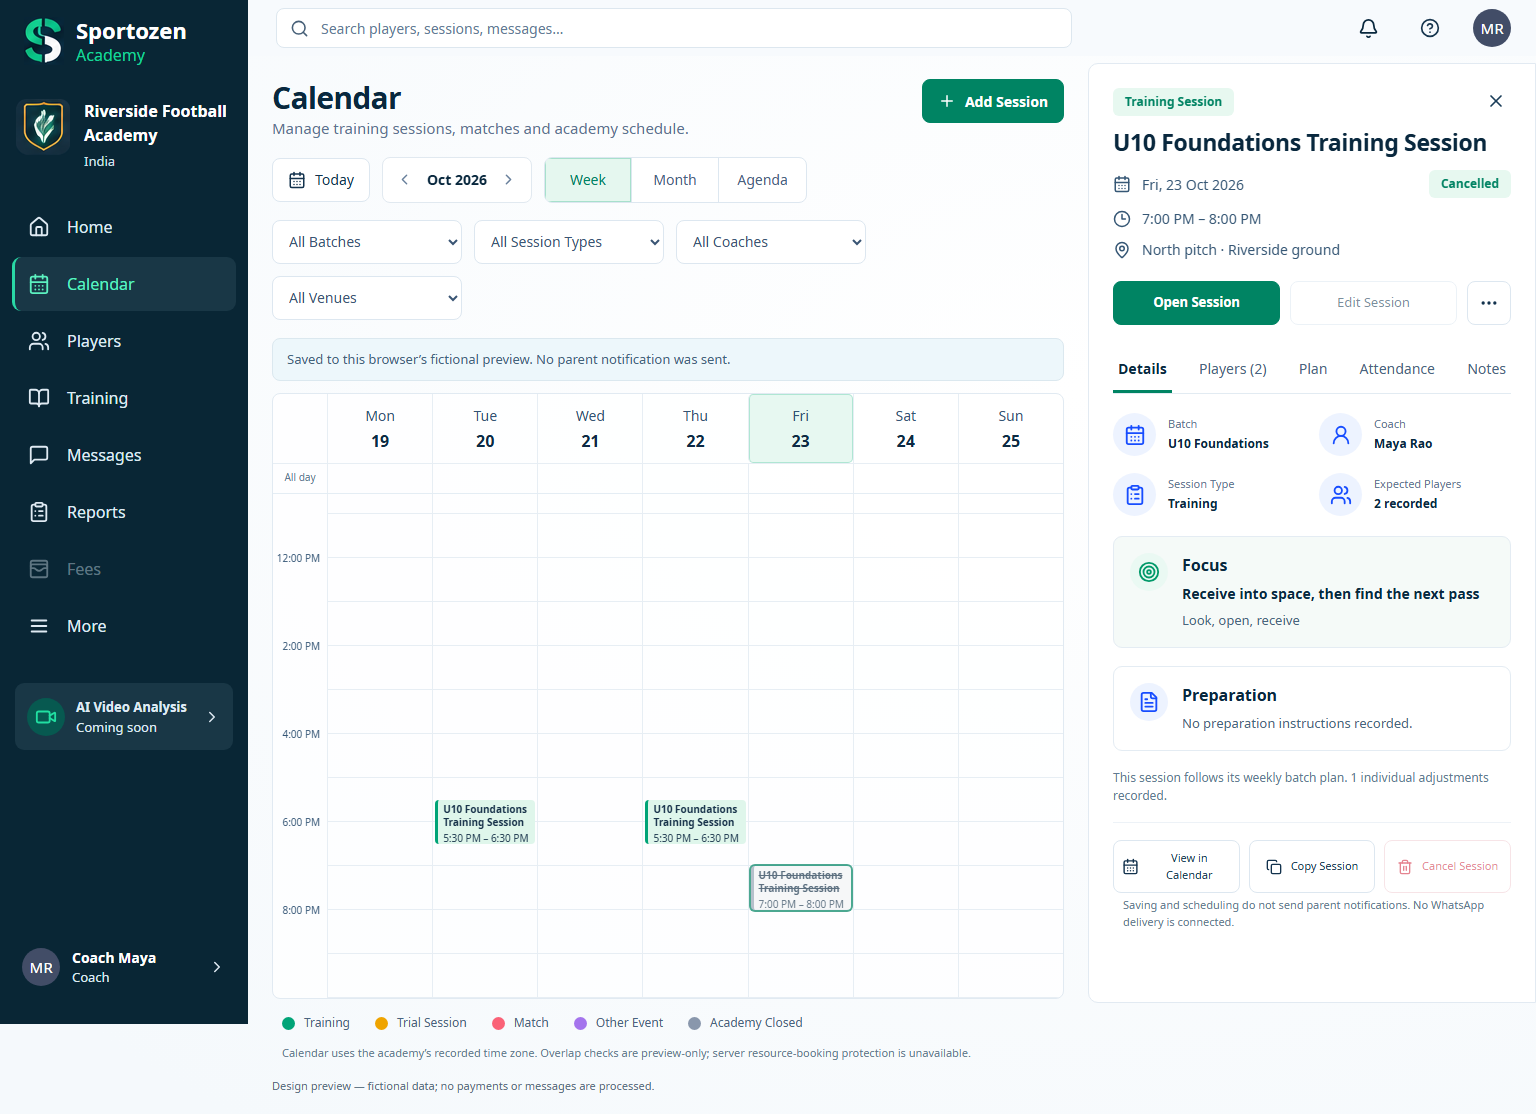 Sportozen
Academy
Riverside Football
Academy
India
Home
Calendar
Players
Training
Messages
Reports
Fees
More
AI Video Analysis
Coming soon
MR
Coach Maya
Coach
Search players, sessions, messages...
MR
Calendar
Manage training sessions, matches and academy schedule.
Add Session
Today
Oct 2026
Week
Month
Agenda
All Batches
All Session Types
All Coaches
All Venues
Saved to this browser's fictional preview. No parent notification was sent.
Mon
19
Tue
20
Wed
21
Thu
22
Fri
23
Sat
24
Sun
25
All day
12:00 PM
2:00 PM
4:00 PM
6:00 PM
8:00 PM
U10 Foundations
Training Session
5:30 PM – 6:30 PM
U10 Foundations
Training Session
5:30 PM – 6:30 PM
U10 Foundations
Training Session
7:00 PM – 8:00 PM
Training
Trial Session
Match
Other Event
Academy Closed
Calendar uses the academy's recorded time zone. Overlap checks are preview-only; server resource-booking protection is unavailable.
Design preview — fictional data; no payments or messages are processed.
Training Session
U10 Foundations Training Session
Fri, 23 Oct 2026
Cancelled
7:00 PM – 8:00 PM
North pitch · Riverside ground
Open Session
Edit Session
Details
Players (2)
Plan
Attendance
Notes
Batch
U10 Foundations
Coach
Maya Rao
Session Type
Training
Expected Players
2 recorded
Focus
Receive into space, then find the next pass
Look, open, receive
Preparation
No preparation instructions recorded.
This session follows its weekly batch plan. 1 individual adjustments
recorded.
View in
Calendar
Copy Session
Cancel Session
Saving and scheduling do not send parent notifications. No WhatsApp
delivery is connected.